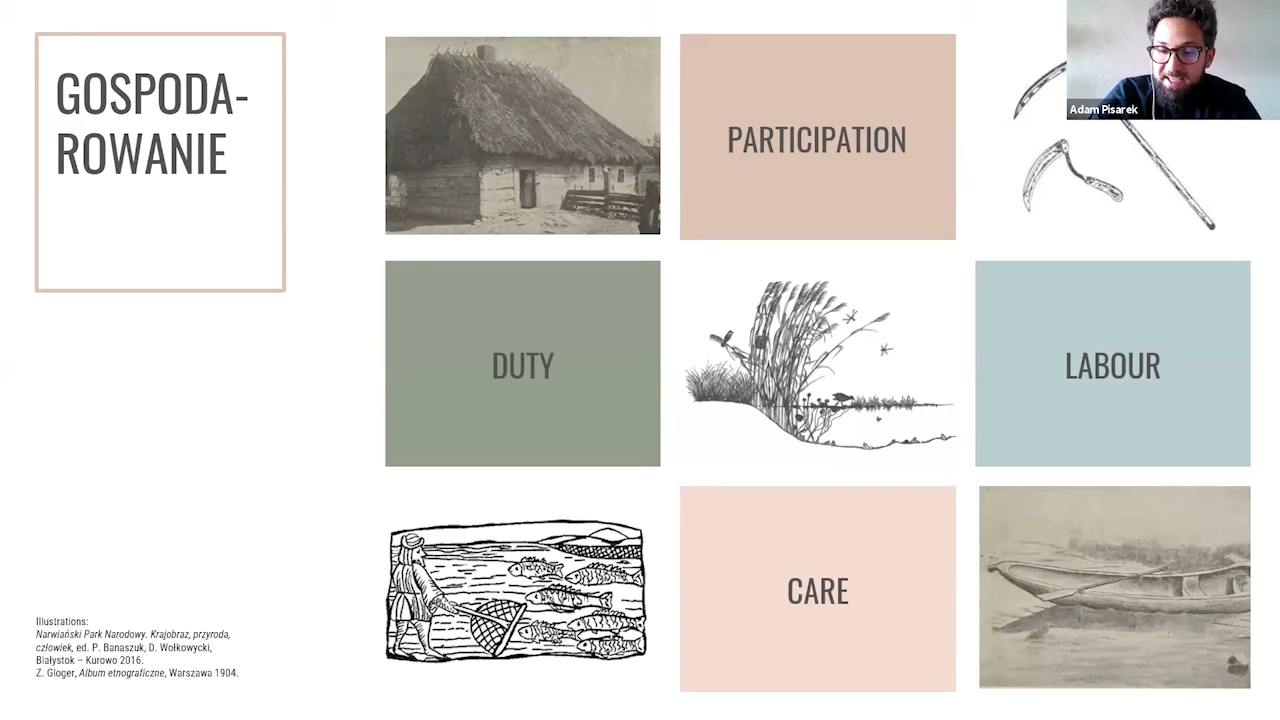 GOSPODA-
ROWANIE
PARTICIPATION
Adam Pisarek
DUTY
LABOUR
CARE
Illustrations:
Narwiański Park Narodowy. Krajobraz, przyroda,
człowiek, ed. P. Banaszuk, D. Wołkowycki,
Białystok – Kurowo 2016.
Z. Gloger, Album etnograficzne, Warszawa 1904.